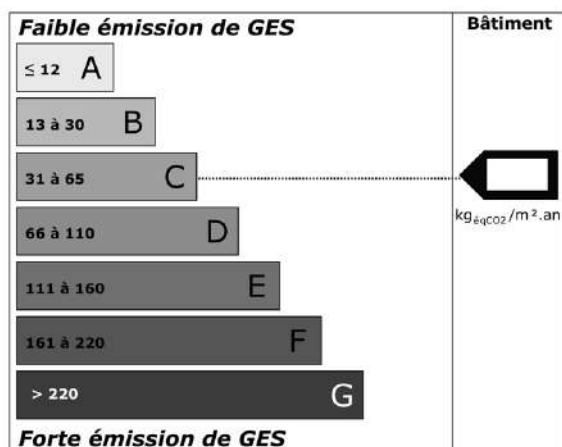 Faible émission de GES
Bâtiment
≤ 12 A
13 à 30 B
31 à 65 C
kgéqCO2/m².an
66 à 110 D
111 à 160 E
161 à 220 F
> 220 G
Forte émission de GES